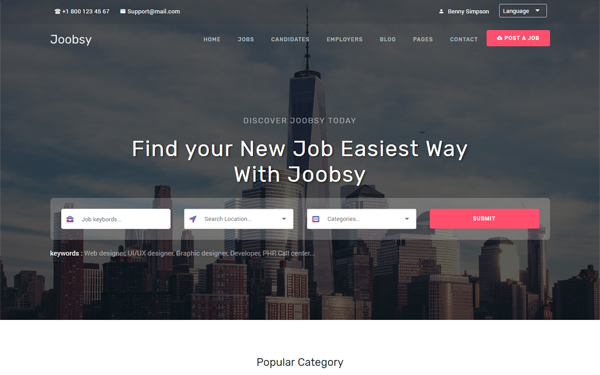 +1 800 123 45 67 Support@mail.com Benny Simpson Language
Joobsy HOME JOBS CANDIDATES EMPLOYERS BLOG PAGES CONTACT POST A JOB
DISCOVER JOOBSY TODAY
Find your New Job Easiest Way
With Joobsy
Job keybords... Search Location... Categories... SUBMIT
keywords : Web designer, UI/UX designer, Graphic designer, Developer, PHR Call center...
Popular Category